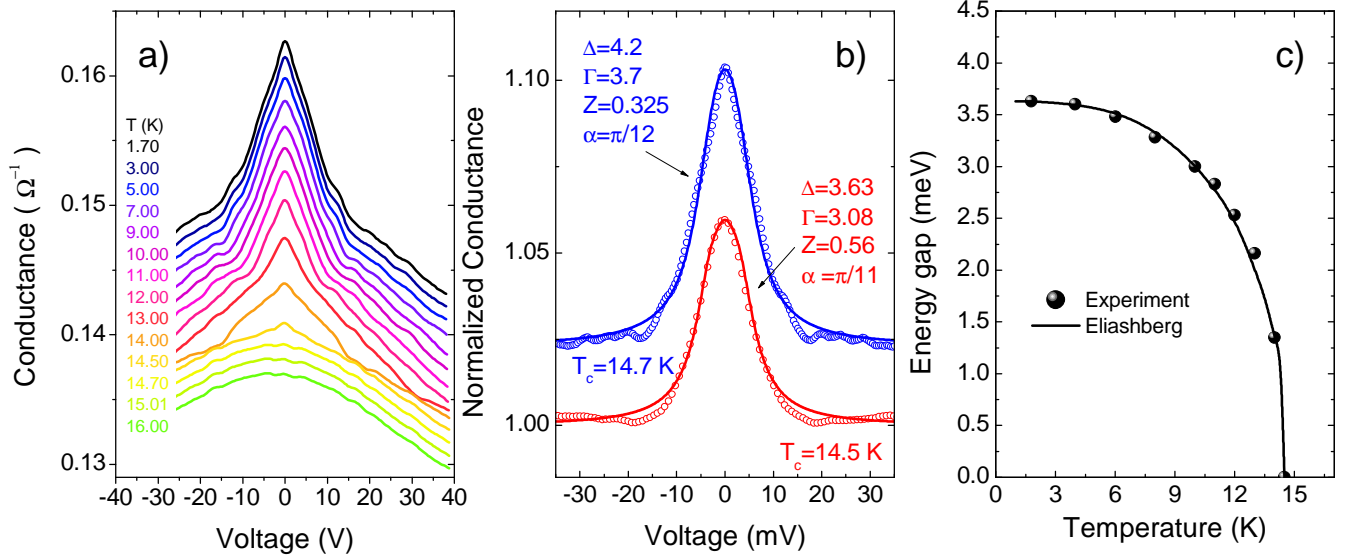 a)
0.16
0.15
0.14
0.13
Conductance ( Ω⁻¹)
T (K)
1.70
3.00
5.00
7.00
9.00
10.00
11.00
12.00
13.00
14.00
14.50
14.70
15.01
16.00
-40 -30 -20 -10 0 10 20 30 40
Voltage (V)
b)
1.10
1.05
1.00
Normalized Conductance
Δ=4.2
Γ=3.7
Z=0.325
α=π/12
Δ=3.63
Γ=3.08
Z=0.56
α =π/11
T_c=14.7 K
T_c=14.5 K
-30 -20 -10 0 10 20 30
Voltage (mV)
c)
4.5
4.0
3.5
3.0
2.5
2.0
1.5
1.0
0.5
0.0
Energy gap (meV)
Experiment
Eliashberg
0 3 6 9 12 15
Temperature (K)